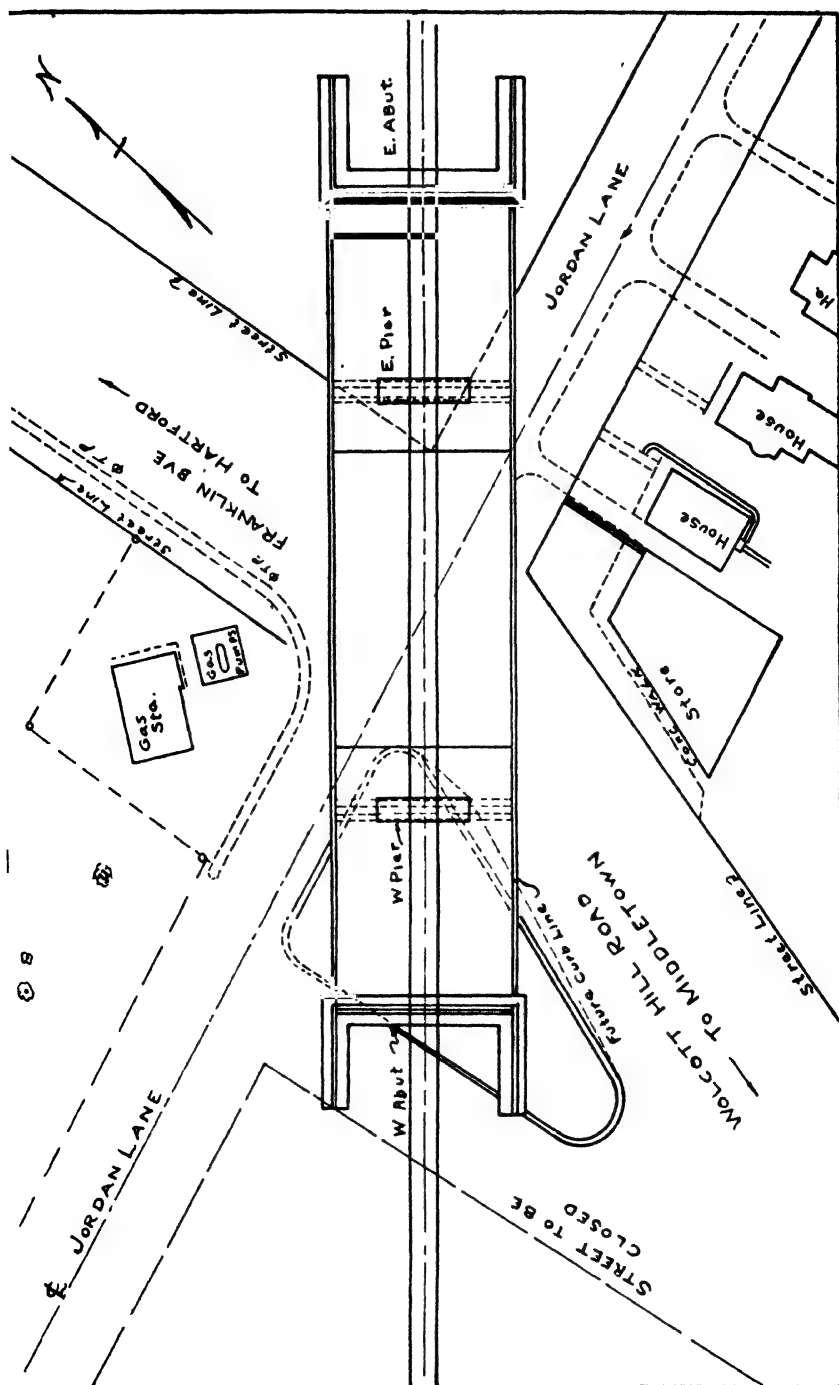 N
E. ABUT.
JORDAN LANE
Street Line
E. Pier
FRANKLIN AVE
TO HARTFORD
Street Line
Ho.
House
House
Gas
Pumps
Gas
Sta.
Store
Conc Walk
W Pier
Future Curb Line
WOLCOTT HILL ROAD
TO MIDDLETOWN
Street Line
W Abut
JORDAN LANE
STREET TO BE
CLOSED